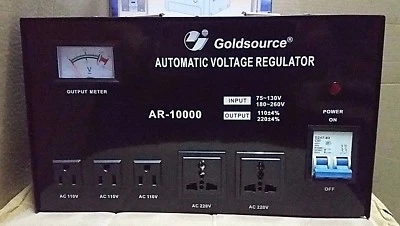 Goldsource®
AUTOMATIC VOLTAGE REGULATOR
V
OUTPUT METER
AR-10000
INPUT 75~130V
180~260V
OUTPUT 110±4%
220±4%
POWER
ON
OFF
AC 110V
AC 110V
AC 110V
AC 220V
AC 220V